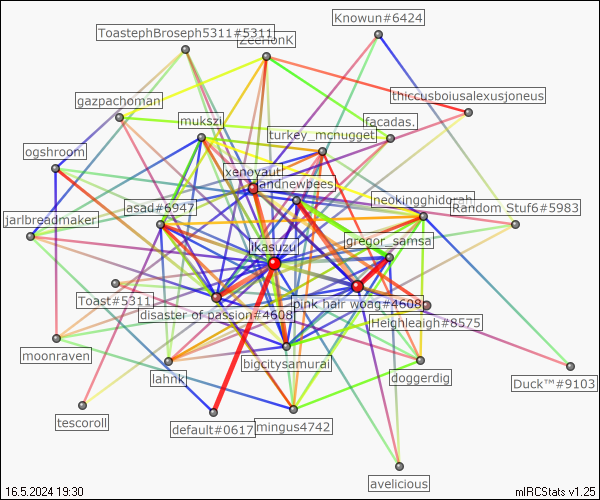 Knowun#6424
ToastephBroseph5311#5311
ZeeHonK
thiccusboiusalexusjoneus
gazpachoman
mukszi
facadas.
turkey_mcnugget
ogshroom
xenovaut
andnewbees
neokingghidorah
Random Stuf6#5983
asad#6947
jarlbreadmaker
gregor_samsa
ikasuzu
Toast#5311
pink hair woag#4608
disaster of passion#4608
Heighleaigh#8575
moonraven
bigcitysamurai
lahnk
doggerdig
Duck™#9103
tescoroll
default#0617
mingus4742
avelicious
16.5.2024 19:30
mIRCStats v1.25